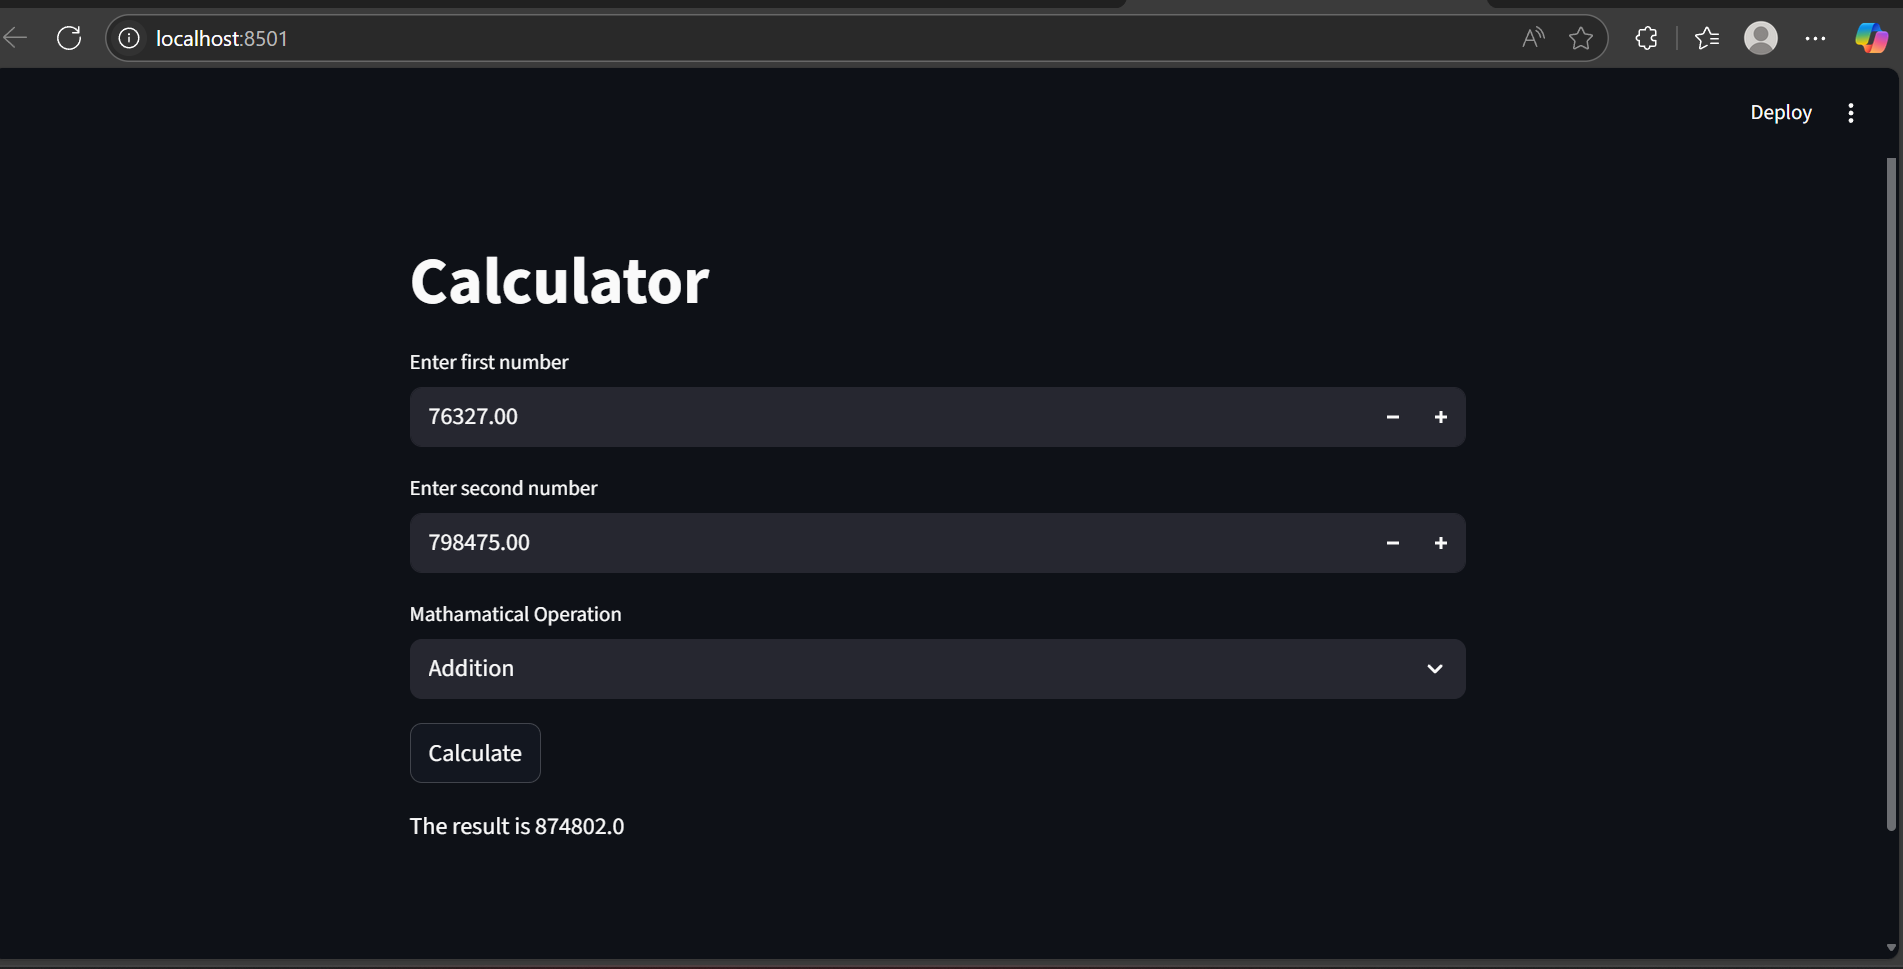 localhost:8501
Deploy
Calculator
Enter first number
76327.00
Enter second number
798475.00
Mathamatical Operation
Addition
Calculate
The result is 874802.0